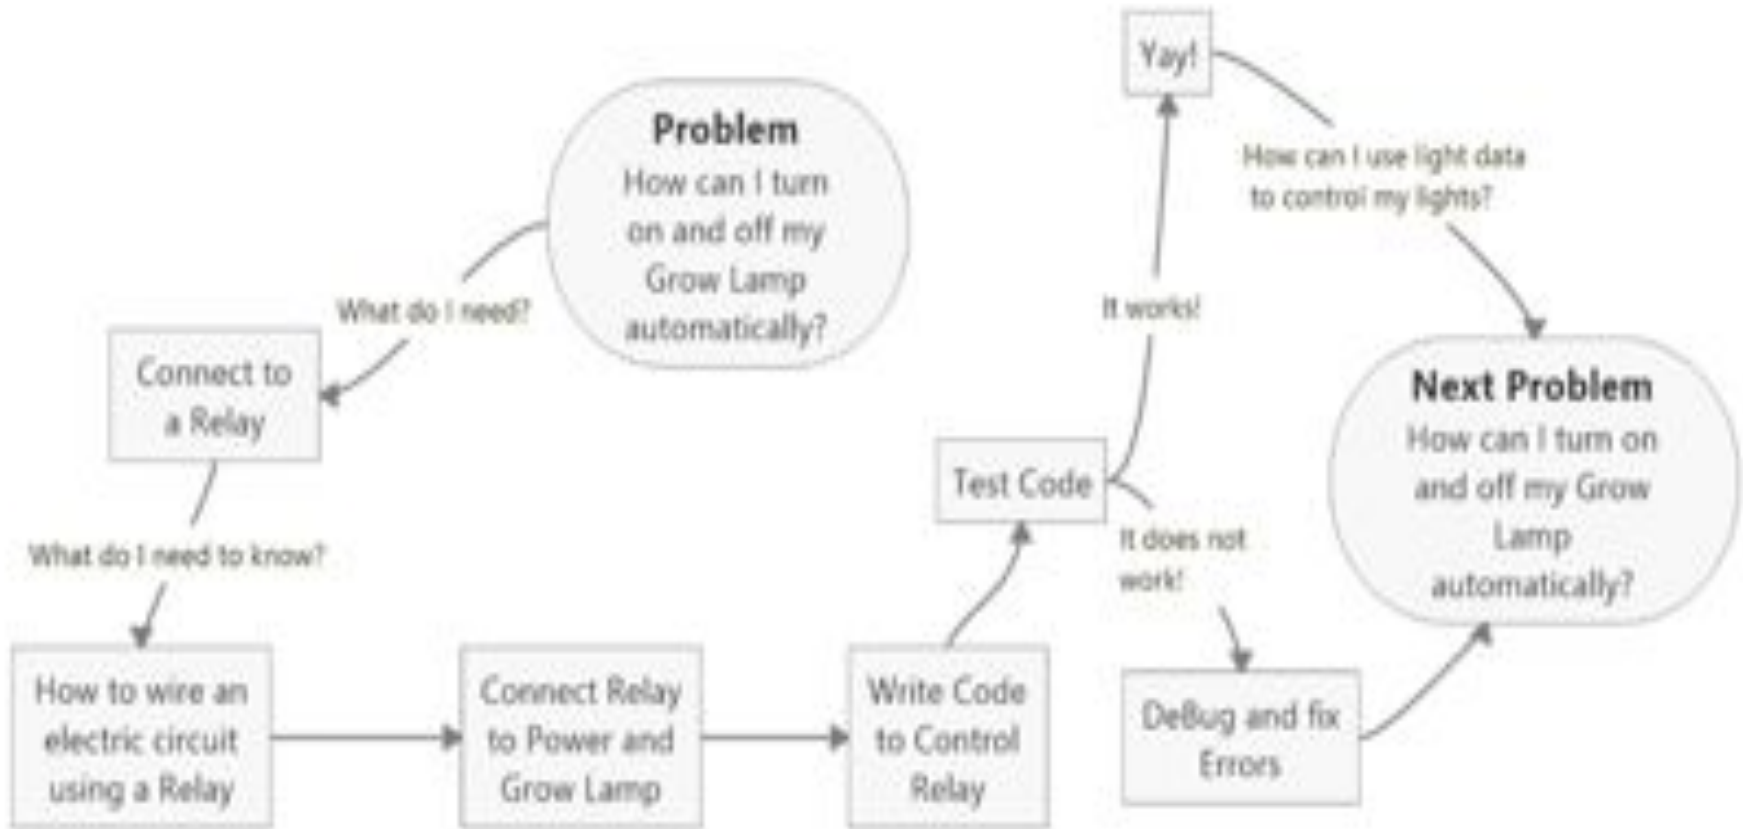 Problem
How can I turn
on and off my
Grow Lamp
automatically?
What do I need?
Connect to
a Relay
What do I need to know?
How to wire an
electric circuit
using a Relay
Connect Relay
to Power and
Grow Lamp
Write Code
to Control
Relay
Test Code
It works!
Yay!
How can I use light data
to control my lights?
It does not
work!
DeBug and fix
Errors
Next Problem
How can I turn on
and off my Grow
Lamp
automatically?